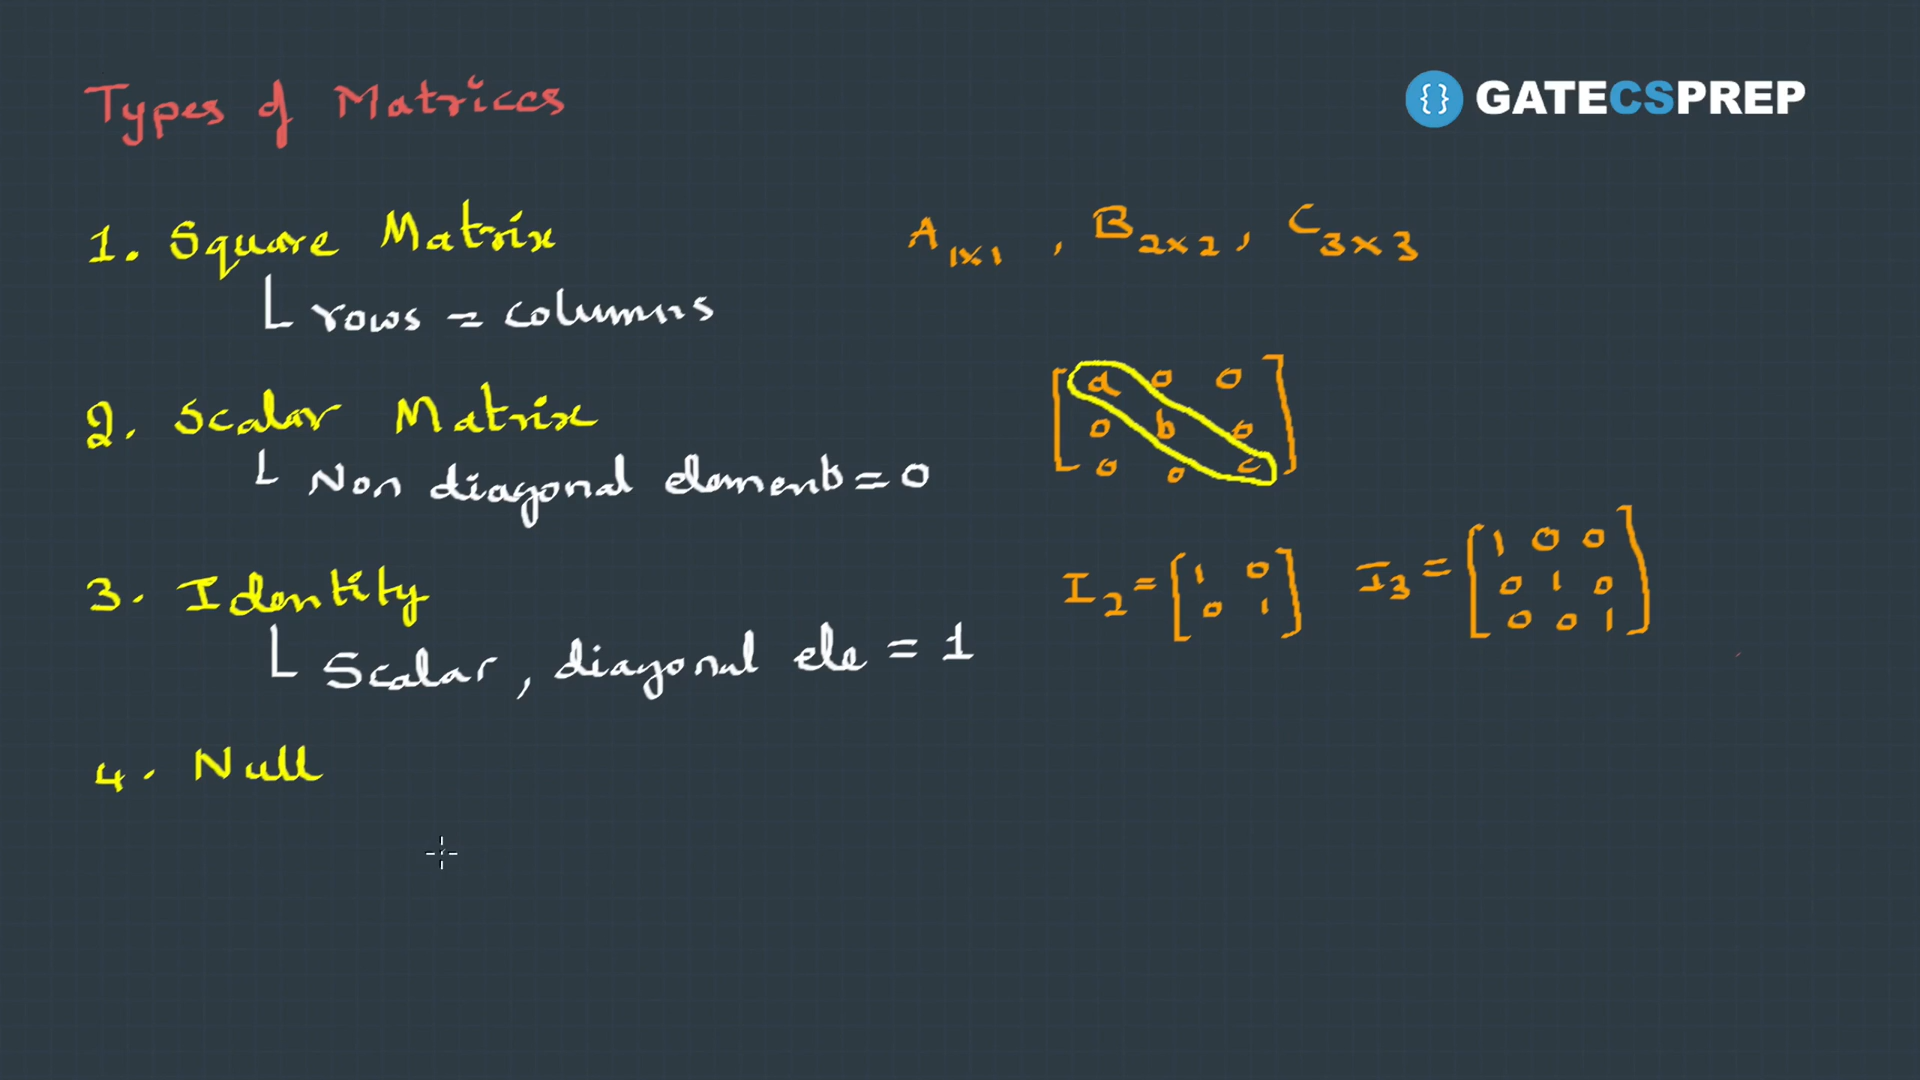 Types of Matrices
{} GATECSPREP
1. Square Matrix
A1x1 , B2x2, C3x3
rows = columns
2. Scalar Matrix
Non diagonal elements = 0
[a 0 0
0 b 0
0 0 c]
3. Identity
Scalar, diagonal ele = 1
I2 = [1 0
0 1]
I3 = [1 0 0
0 1 0
0 0 1]
4. Null